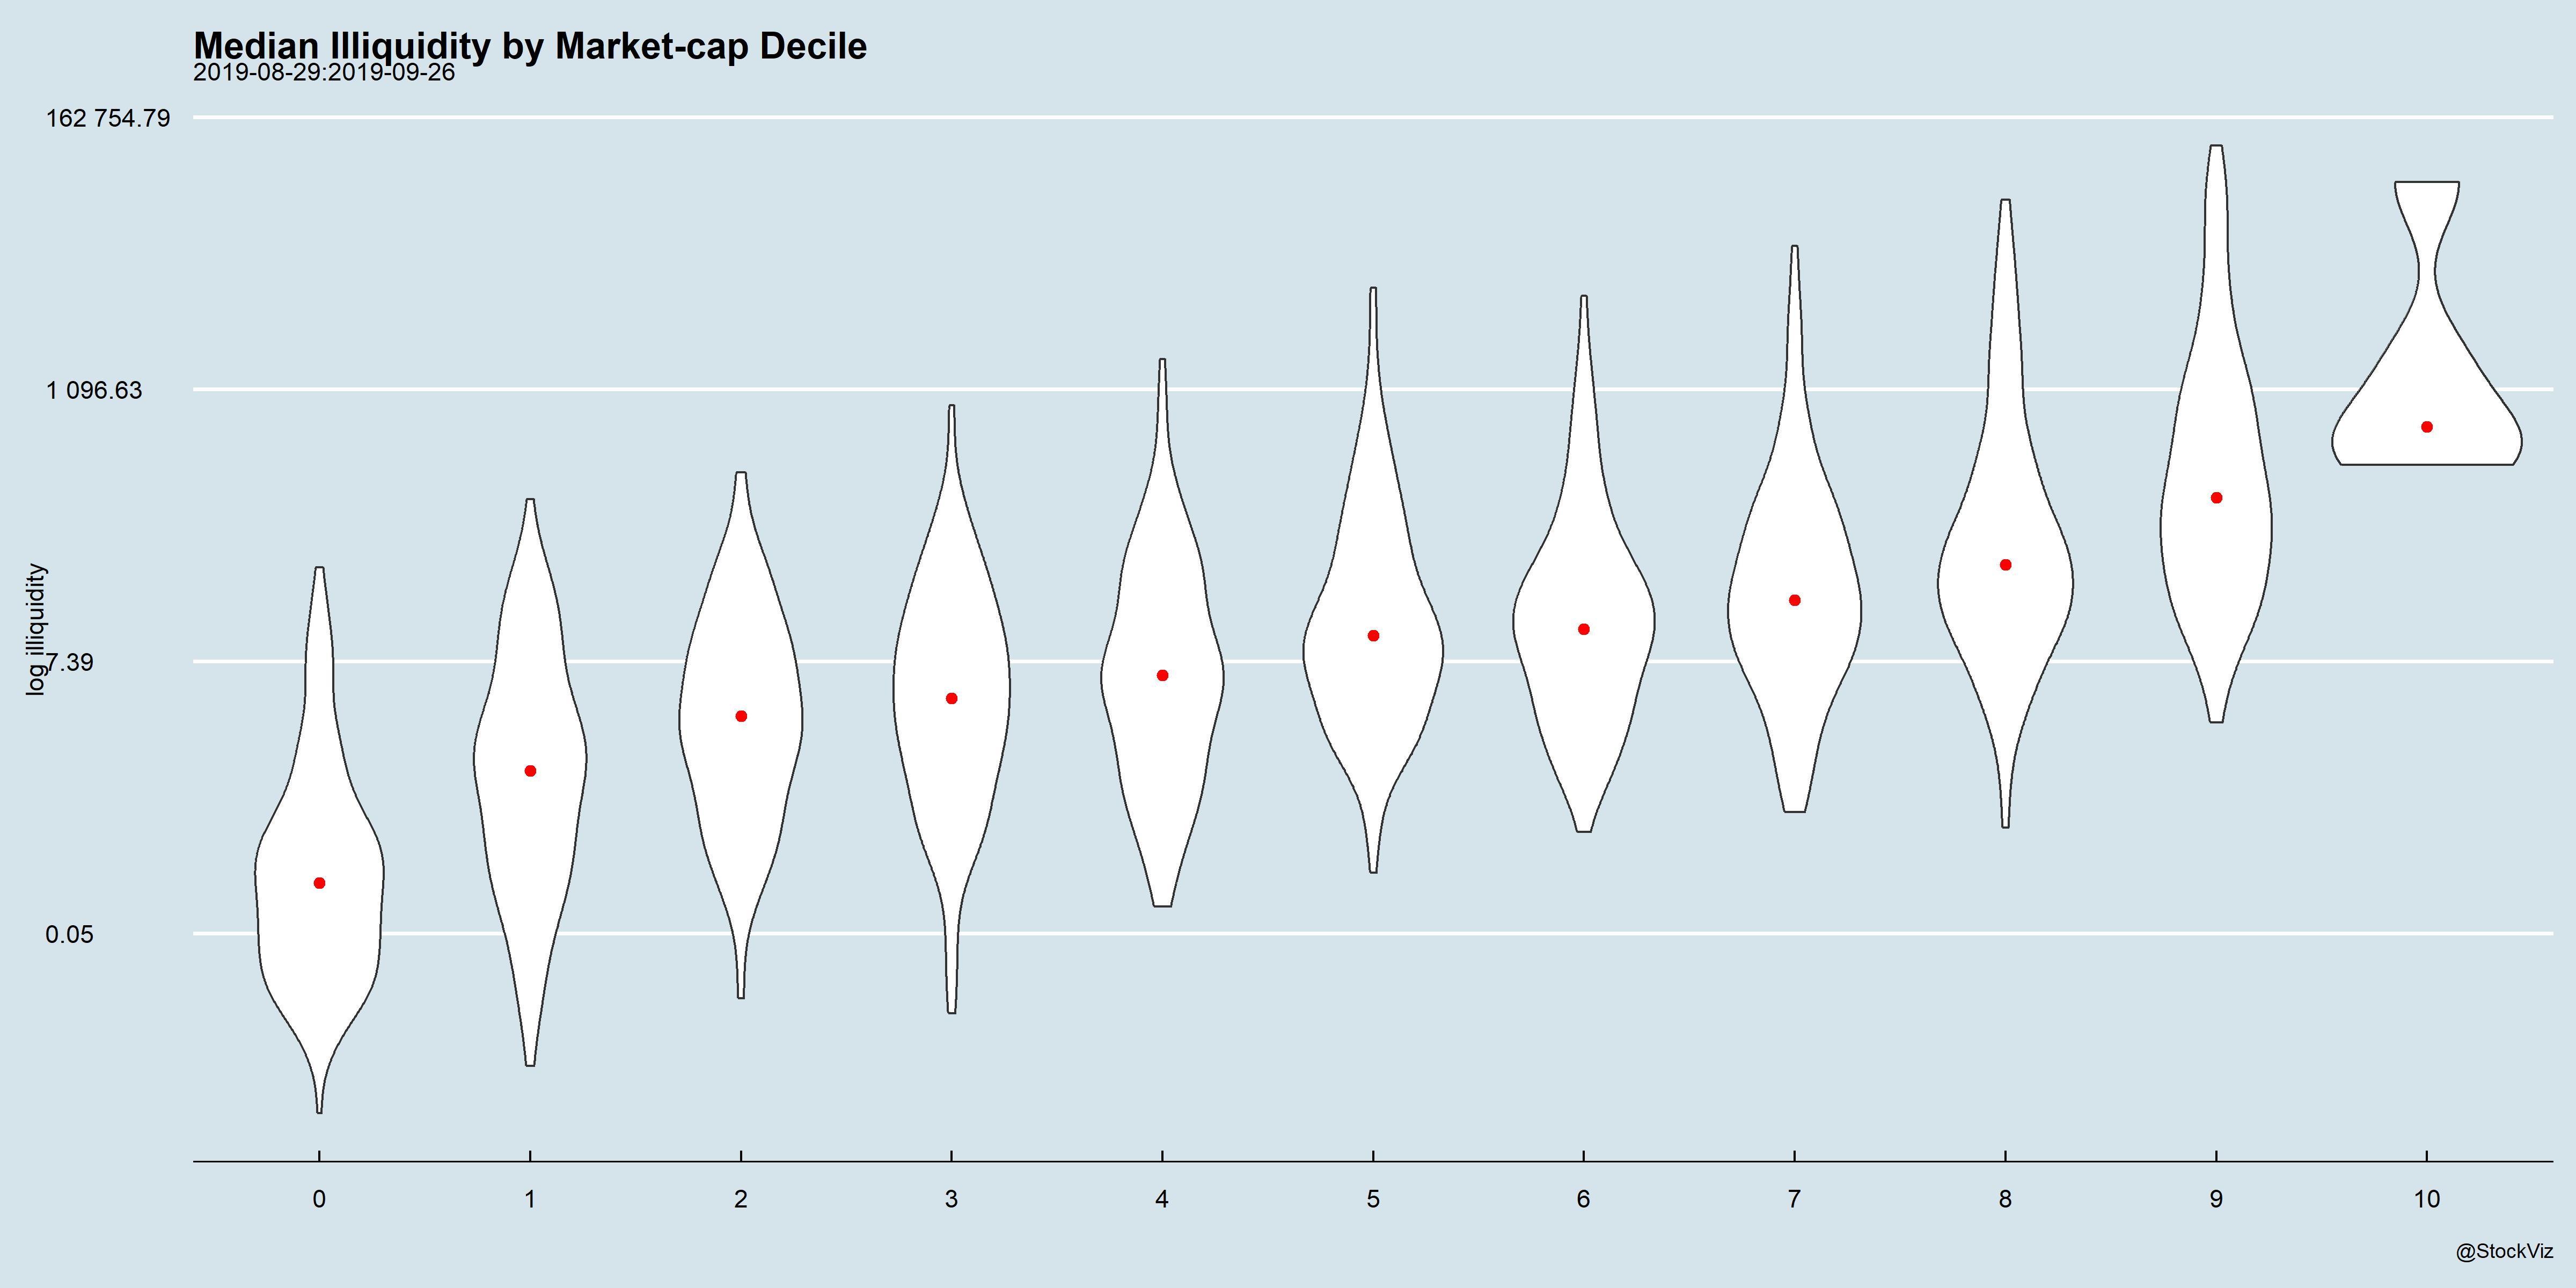 Median Illiquidity by Market-cap Decile
2019-08-29:2019-09-26
162 754.79
1 096.63
7.39
0.05
log illiquidity
0 1 2 3 4 5 6 7 8 9 10
@StockViz